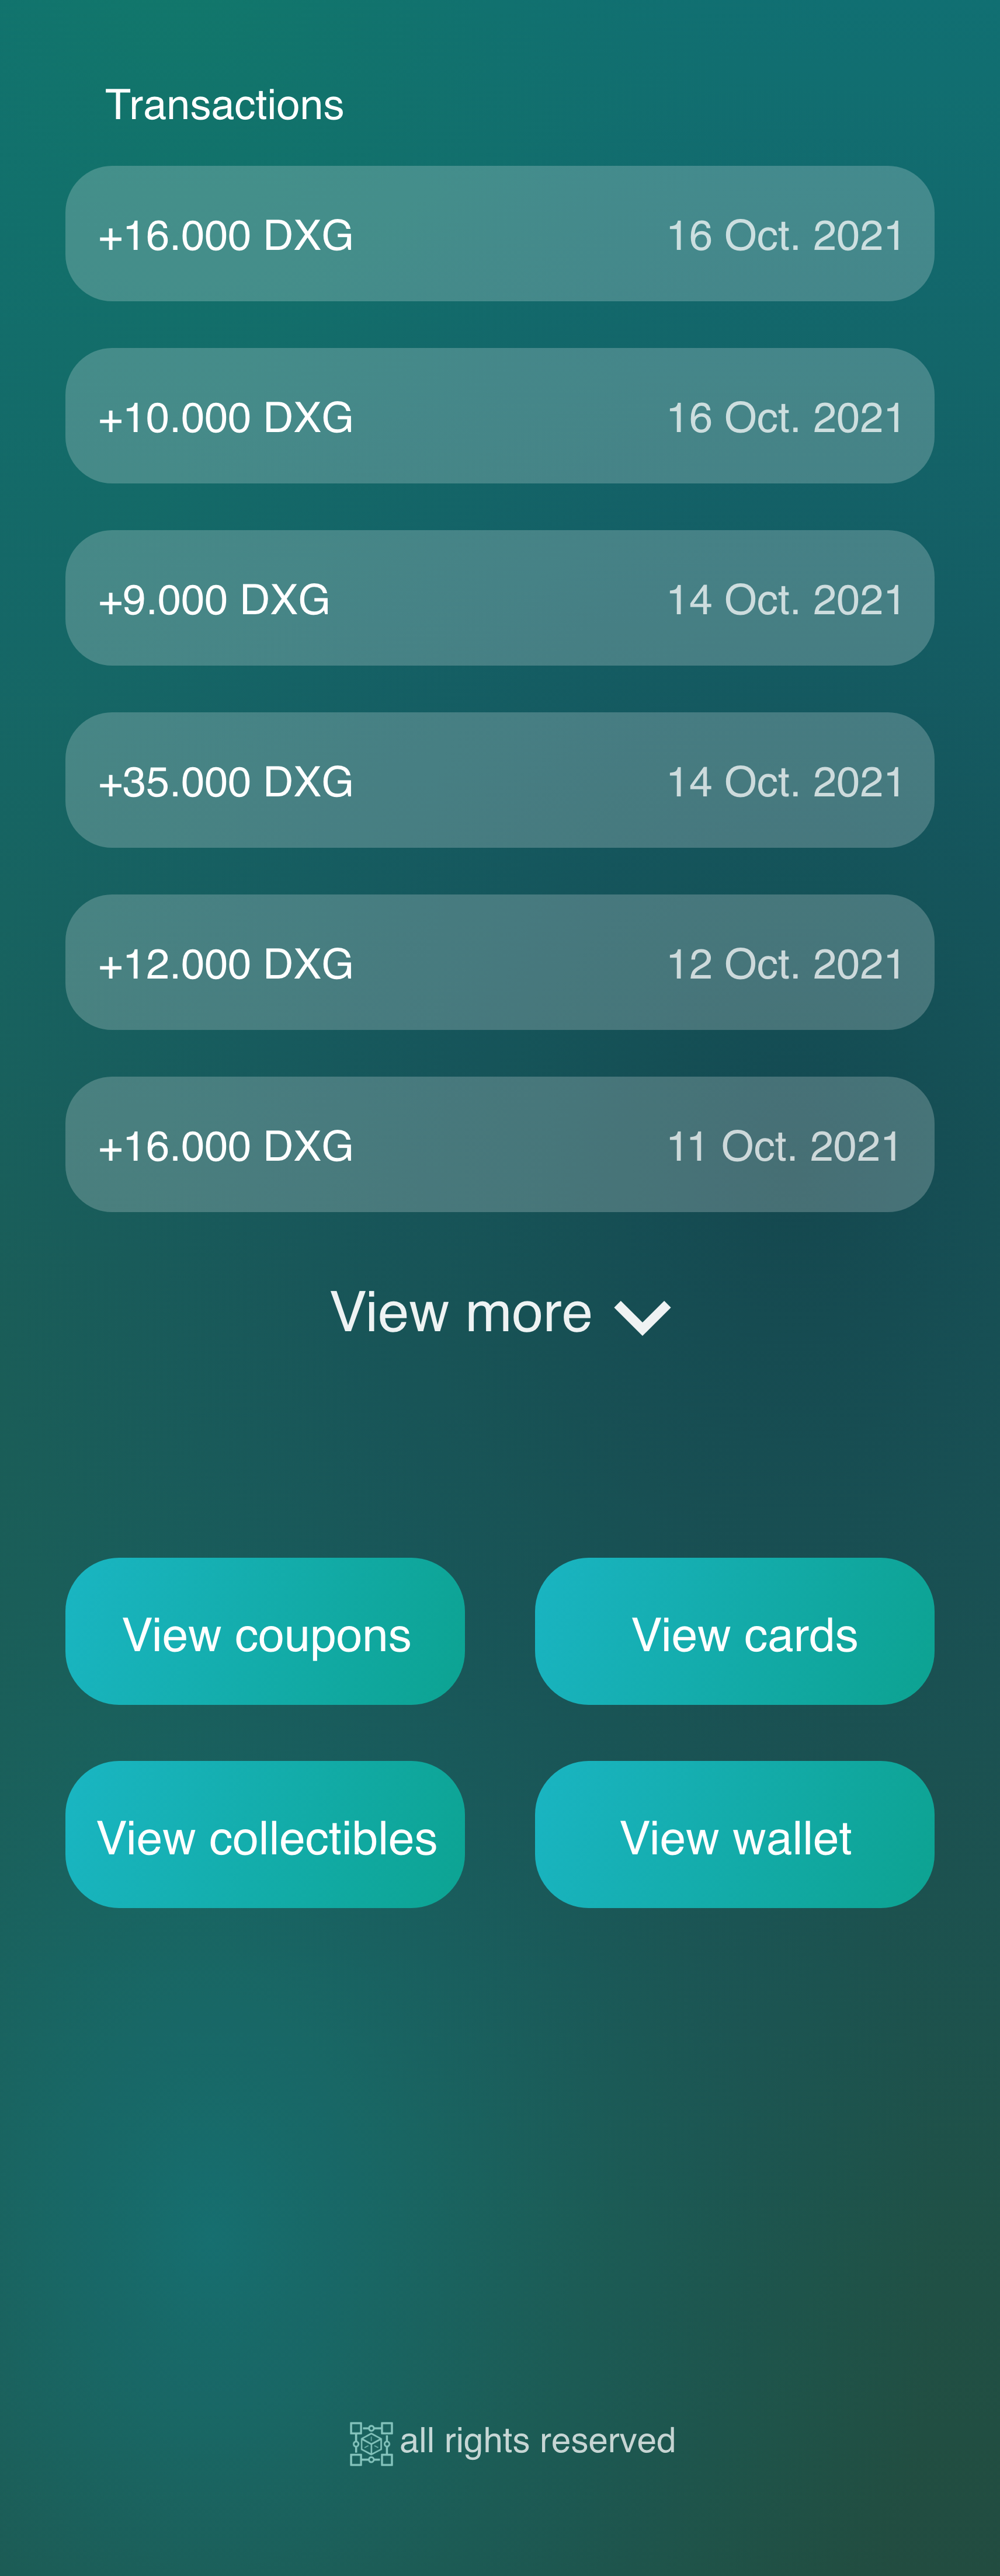 Transactions
+16.000 DXG 16 Oct. 2021
+10.000 DXG 16 Oct. 2021
+9.000 DXG 14 Oct. 2021
+35.000 DXG 14 Oct. 2021
+12.000 DXG 12 Oct. 2021
+16.000 DXG 11 Oct. 2021
View more
View coupons View cards
View collectibles View wallet
all rights reserved